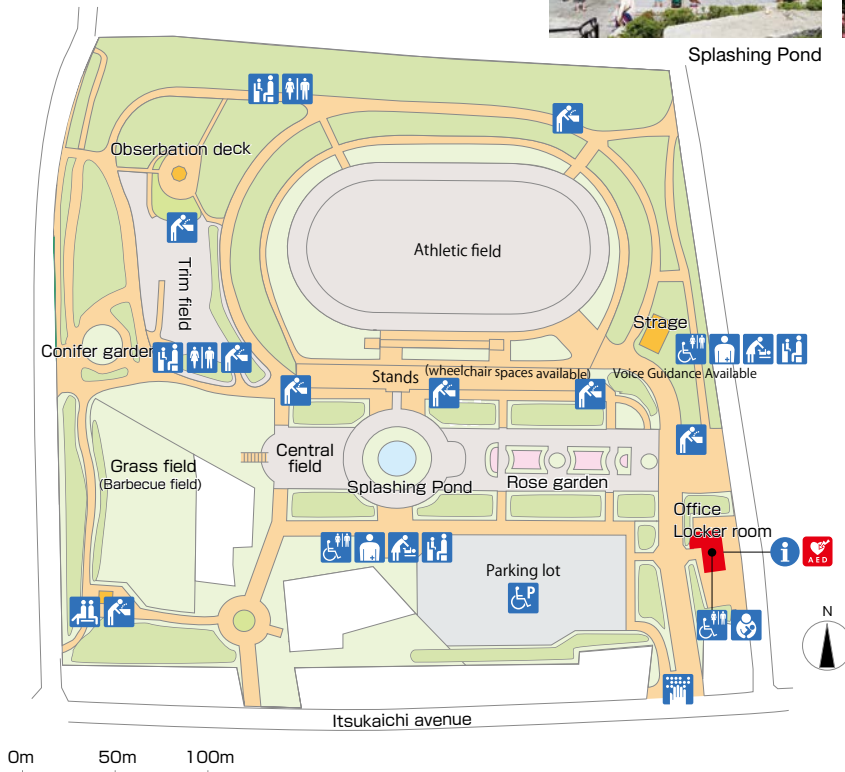 Splashing Pond
Obserbation deck
Athletic field
Trim field
Strage
Conifer garden
Voice Guidance Available
Stands
(wheelchair spaces available)
Central
field
Grass field
(Barbecue field)
Splashing Pond
Rose garden
Office
Locker room
AED
Parking lot
P
N
Itsukaichi avenue
0m 50m 100m